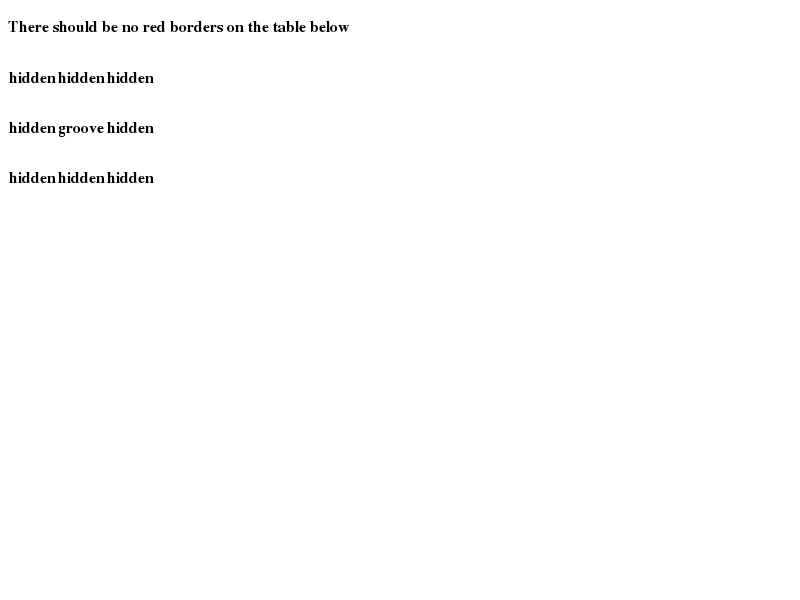 There should be no red borders on the table below
hidden hidden hidden
hidden groove hidden
hidden hidden hidden